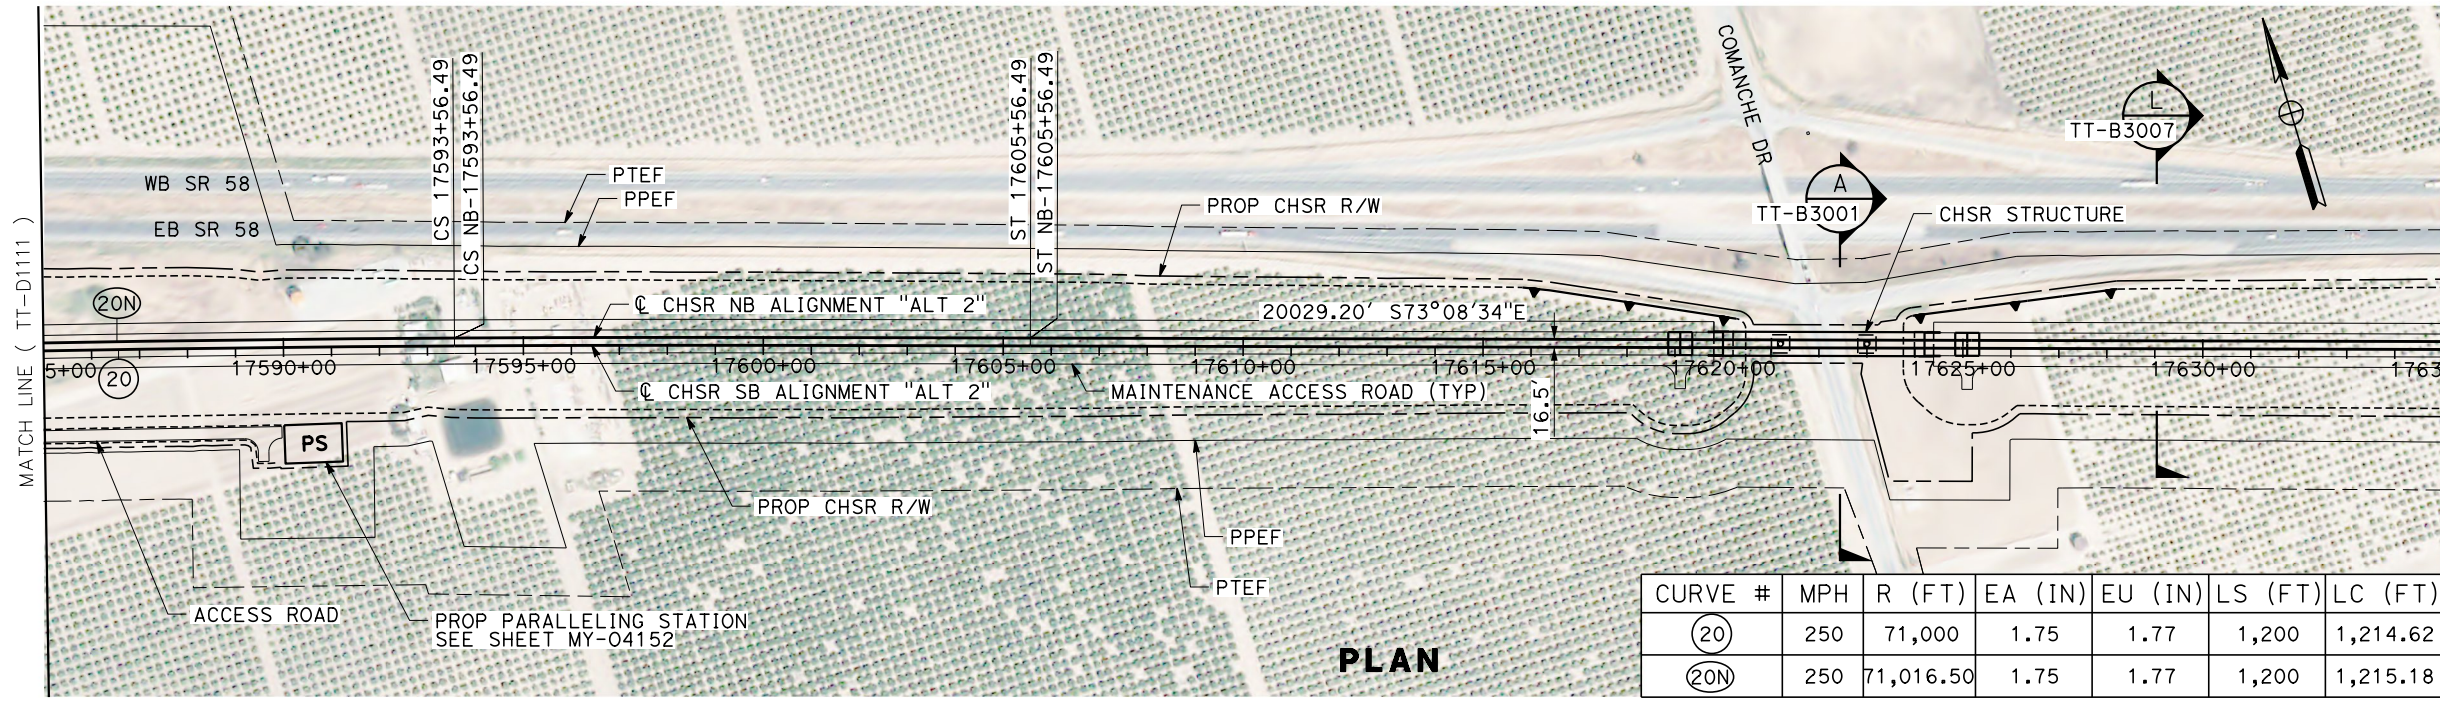 MATCH LINE ( TT-D1111 )
WB SR 58
EB SR 58
CS 17593+56.49
CS NB-17593+56.49
PTEF
PPEF
ST 17605+56.49
ST NB-17605+56.49
PROP CHSR R/W
COMANCHE DR
A
TT-B3001
CHSR STRUCTURE
L
TT-B3007
20N
℄ CHSR NB ALIGNMENT "ALT 2"
20029.20' S73°08'34"E
5+00
17590+00
17595+00
17600+00
17605+00
17610+00
17615+00
17620+00
17625+00
17630+00
1763
20
℄ CHSR SB ALIGNMENT "ALT 2"
MAINTENANCE ACCESS ROAD (TYP)
16.5'
PS
PROP CHSR R/W
PPEF
PTEF
ACCESS ROAD
PROP PARALLELING STATION
SEE SHEET MY-04152
PLAN
CURVE # MPH R (FT) EA (IN) EU (IN) LS (FT) LC (FT)
20 250 71,000 1.75 1.77 1,200 1,214.62
20N 250 71,016.50 1.75 1.77 1,200 1,215.18